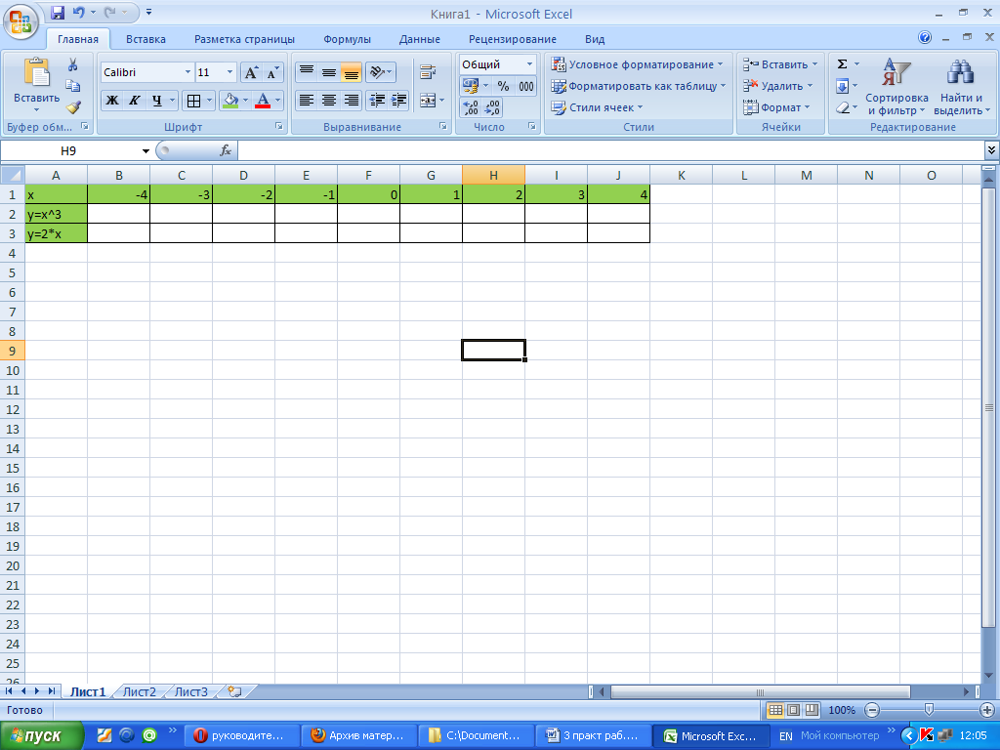 Книга1 - Microsoft Excel
Главная Вставка Разметка страницы Формулы Данные Рецензирование Вид
Вставить
Буфер обм...
Calibri 11
Ж К Ч
Шрифт
Выравнивание
Общий
% 000
Число
Условное форматирование
Форматировать как таблицу
Стили ячеек
Стили
Вставить
Удалить
Формат
Ячейки
Σ
Сортировка и фильтр
Найти и выделить
Редактирование
H9 fx
A B C D E F G H I J K L M N O
1 x -4 -3 -2 -1 0 1 2 3 4
2 y=x^3
3 y=2*x
4
5
6
7
8
9
10
11
12
13
14
15
16
17
18
19
20
21
22
23
24
25
26
Лист1 Лист2 Лист3
Готово 100%
пуск руководите... Архив матер... C:\Document... 3 практ раб.... Microsoft Exc... EN Мой компьютер 12:05